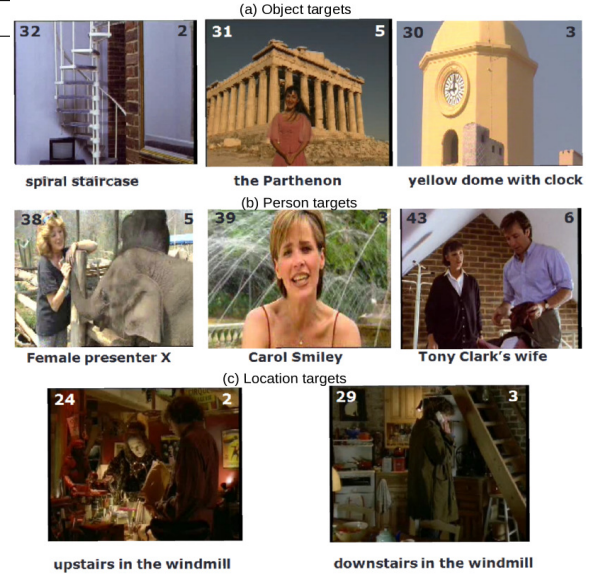 (a) Object targets
32 2
31 5
30 3
spiral staircase
the Parthenon
yellow dome with clock
(b) Person targets
38 5
39 3
43 6
Female presenter X
Carol Smiley
Tony Clark's wife
(c) Location targets
24 2
29 3
upstairs in the windmill
downstairs in the windmill